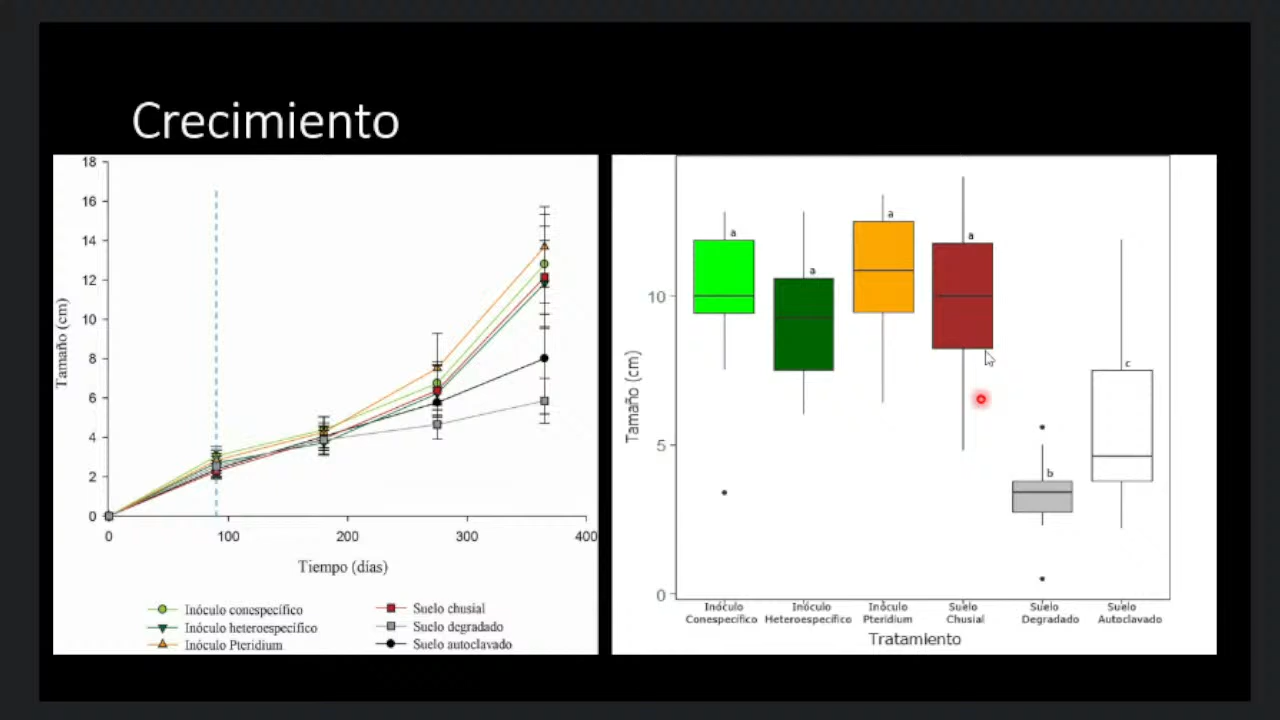 Crecimiento
18
16
14
12
10
8
6
4
2
0
Tamaño (cm)
0 100 200 300 400
Tiempo (días)
Inóculo conespecífico
Inóculo heteroespecífico
Inóculo Pteridium
Suelo chusial
Suelo degradado
Suelo autoclavado
10
5
0
Tamaño (cm)
a
a
a
a
b
c
Inóculo Conespecífico
Inóculo Heteroespecífico
Inóculo Pteridium
Suelo Chusial
Suelo Degradado
Suelo Autoclavado
Tratamiento